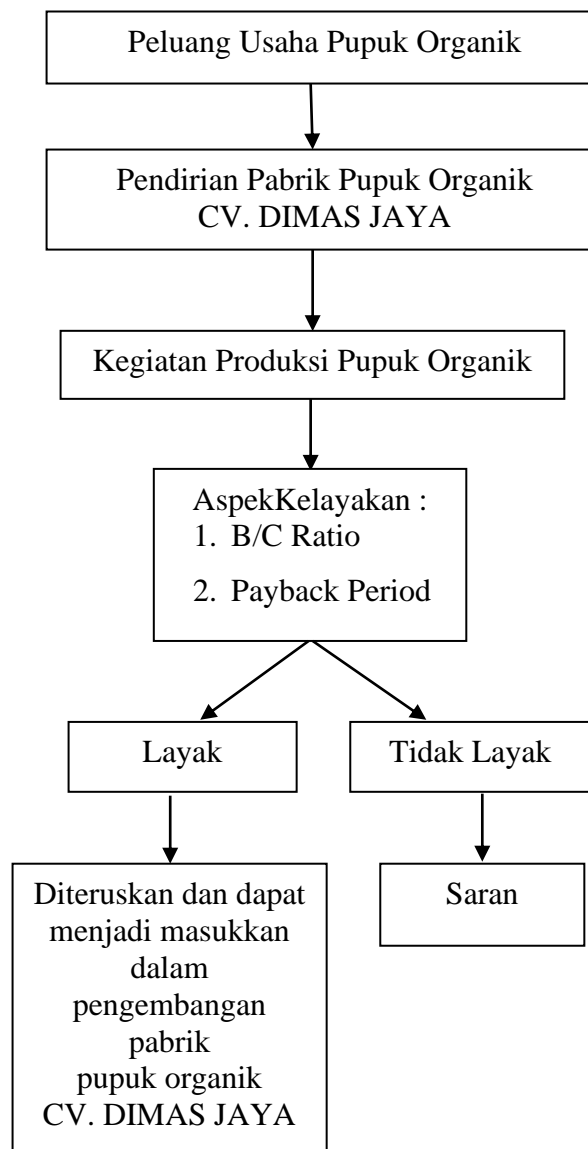 Peluang Usaha Pupuk Organik
Pendirian Pabrik Pupuk Organik
CV. DIMAS JAYA
Kegiatan Produksi Pupuk Organik
AspekKelayakan :
1. B/C Ratio
2. Payback Period
Layak
Tidak Layak
Diteruskan dan dapat
menjadi masukkan
dalam
pengembangan
pabrik
pupuk organik
CV. DIMAS JAYA
Saran